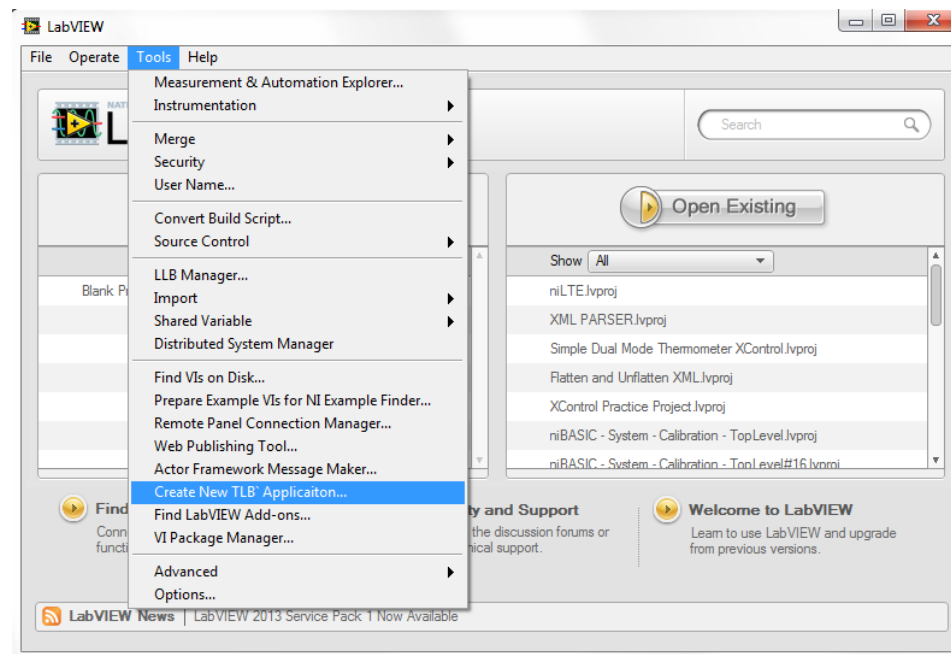 LabVIEW
File Operate Tools Help
Measurement & Automation Explorer...
Instrumentation
Merge
Security
User Name...
Convert Build Script...
Source Control
LLB Manager...
Import
Shared Variable
Distributed System Manager
Find VIs on Disk...
Prepare Example VIs for NI Example Finder...
Remote Panel Connection Manager...
Web Publishing Tool...
Actor Framework Message Maker...
Create New TLB` Applicaiton...
Find LabVIEW Add-ons...
VI Package Manager...
Advanced
Options...
NAT
L
Search
Blank Pr
Open Existing
Show All
niLTE.lvproj
XML PARSER.lvproj
Simple Dual Mode Thermometer XControl.lvproj
Flatten and Unflatten XML.lvproj
XControl Practice Project.lvproj
niBASIC - System - Calibration - TopLevel.lvproj
niBASIC - System - Calibration - TopLevel#16.lvproj
Find
Conn
functi
ty and Support
the discussion forums or
nical support.
Welcome to LabVIEW
Learn to use LabVIEW and upgrade
from previous versions.
LabVIEW News | LabVIEW 2013 Service Pack 1 Now Available